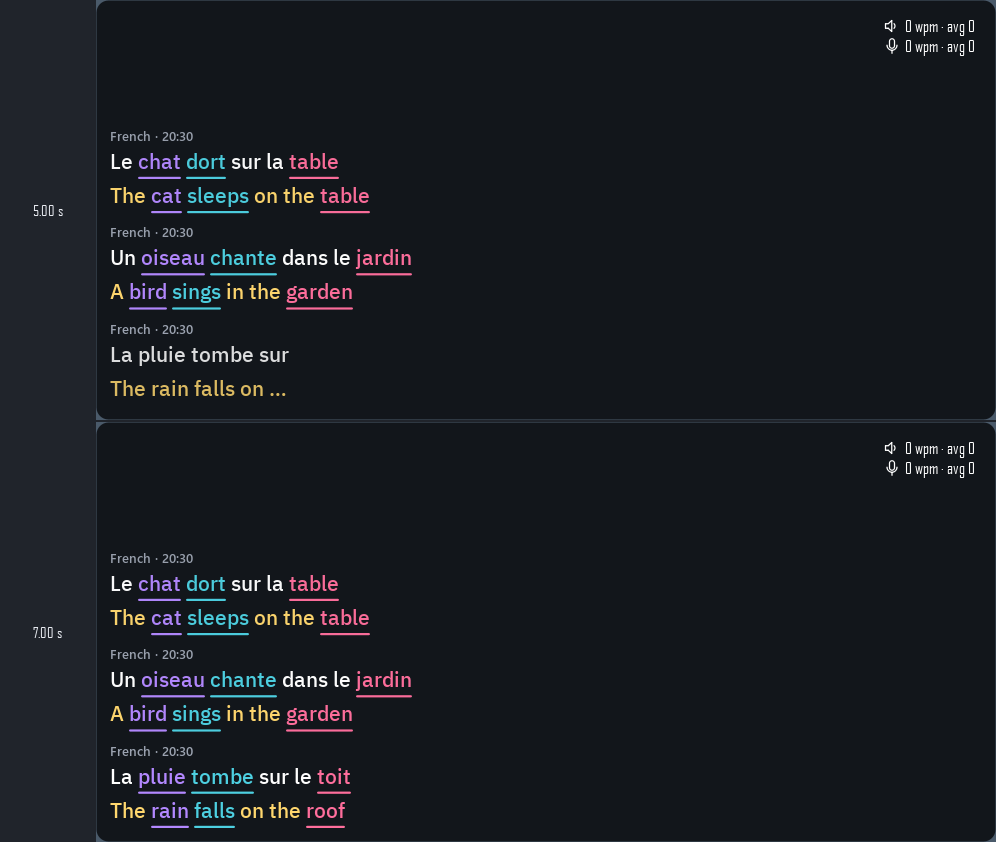 0 wpm · avg 0
0 wpm · avg 0
French · 20:30
Le chat dort sur la table
The cat sleeps on the table
5.00 s
French · 20:30
Un oiseau chante dans le jardin
A bird sings in the garden
French · 20:30
La pluie tombe sur
The rain falls on ...
0 wpm · avg 0
0 wpm · avg 0
French · 20:30
Le chat dort sur la table
The cat sleeps on the table
7.00 s
French · 20:30
Un oiseau chante dans le jardin
A bird sings in the garden
French · 20:30
La pluie tombe sur le toit
The rain falls on the roof